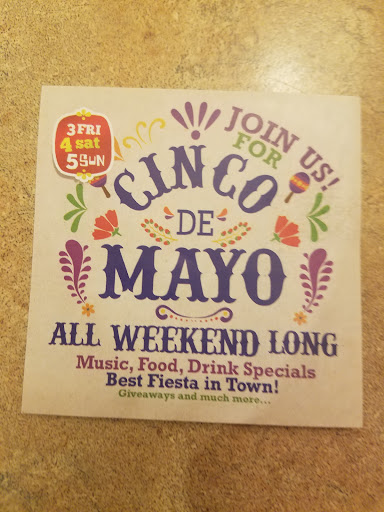 3 FRI
4 sat
5 SUN
JOIN US!
FOR
CINCO
DE
MAYO
ALL WEEKEND LONG
Music, Food, Drink Specials
Best Fiesta in Town!
Giveaways and much more...